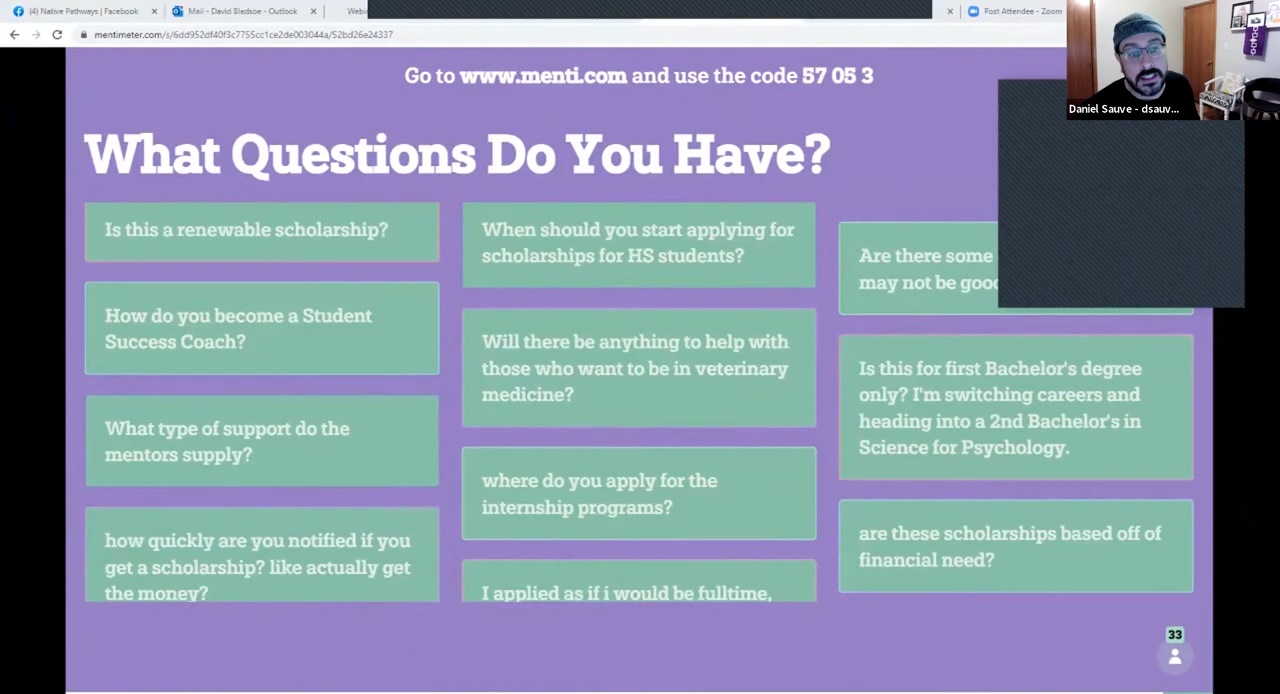 (4) Native Pathways | Facebook
Mail - David Bledsoe - Outlook
Post Attendee - Zoom
mentimeter.com/s/6dd952df40f3c7755cc1ce2de003044a/52bd26e24337
Daniel Sauve - dsauv...
Go to www.menti.com and use the code 57 05 3
What Questions Do You Have?
Is this a renewable scholarship?
How do you become a Student
Success Coach?
What type of support do the
mentors supply?
how quickly are you notified if you
get a scholarship? like actually get
the money?
When should you start applying for
scholarships for HS students?
Will there be anything to help with
those who want to be in veterinary
medicine?
where do you apply for the
internship programs?
I applied as if i would be fulltime,
Are there some
may not be
Is this for first Bachelor's degree
only? I'm switching careers and
heading into a 2nd Bachelor's in
Science for Psychology.
are these scholarships based off of
financial need?
33